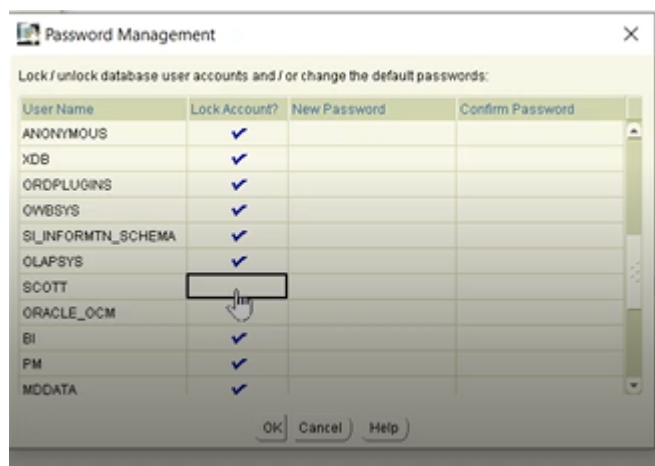 Password Management
Lock / unlock database user accounts and / or change the default passwords:
User Name Lock Account? New Password Confirm Password
ANONYMOUS
XDB
ORDPLUGINS
OWBSYS
SI_INFORMTN_SCHEMA
OLAPSYS
SCOTT
ORACLE_OCM
BI
PM
MDDATA
OK Cancel Help